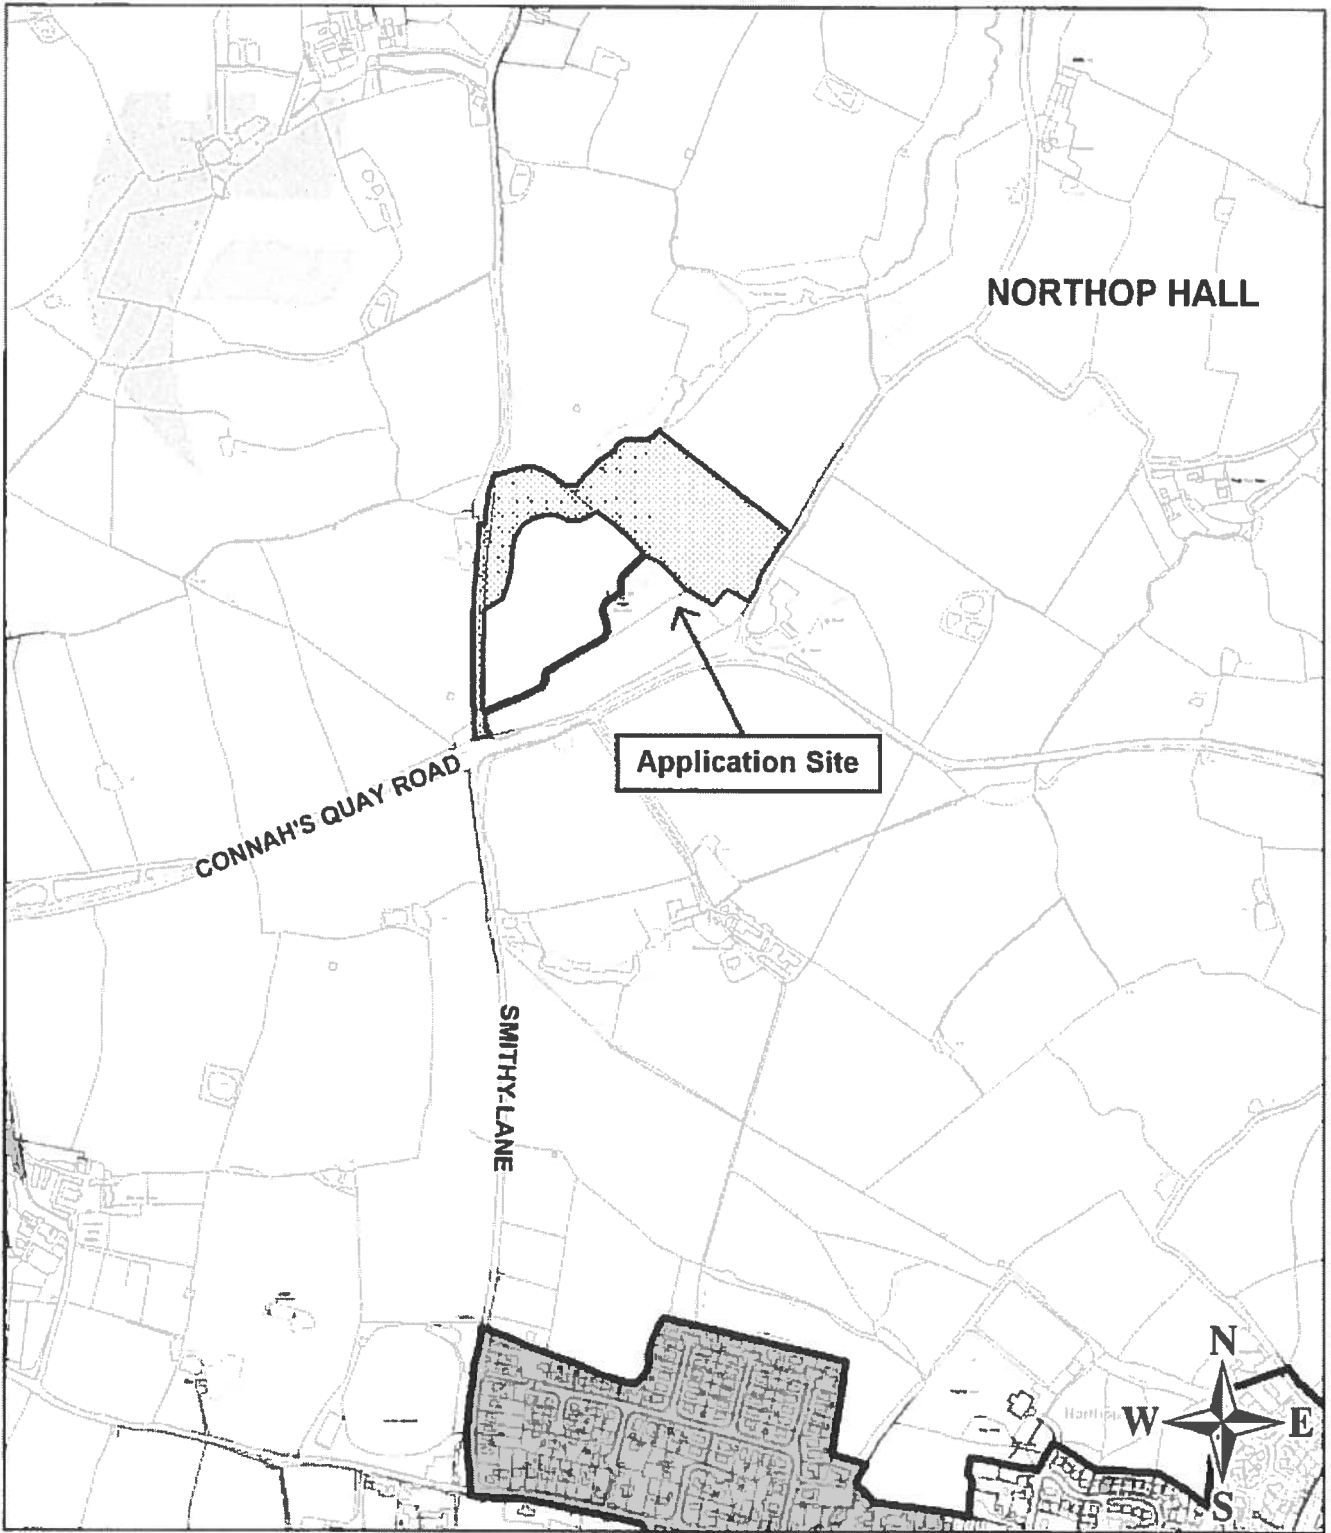 NORTHOP HALL
Application Site
CONNAH'S QUAY ROAD
SMITHY LANE
N
W E
S